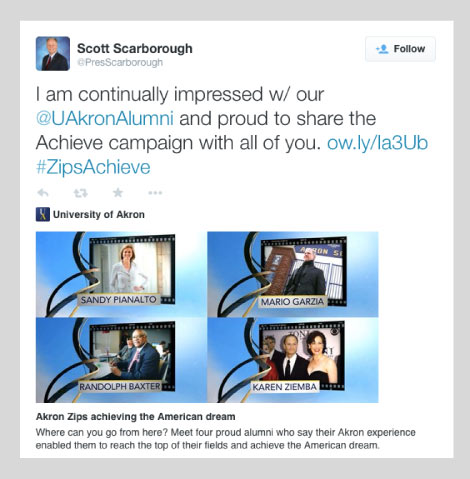 Scott Scarborough
@PresScarborough
Follow
I am continually impressed w/ our
@UAkronAlumni and proud to share the
Achieve campaign with all of you. ow.ly/Ia3Ub
#ZipsAchieve
University of Akron
SANDY PIANALTO
AKRON
MARIO GARZIA
RANDOLPH BAXTER
KAREN ZIEMBA
Akron Zips achieving the American dream
Where can you go from here? Meet four proud alumni who say their Akron experience
enabled them to reach the top of their fields and achieve the American dream.